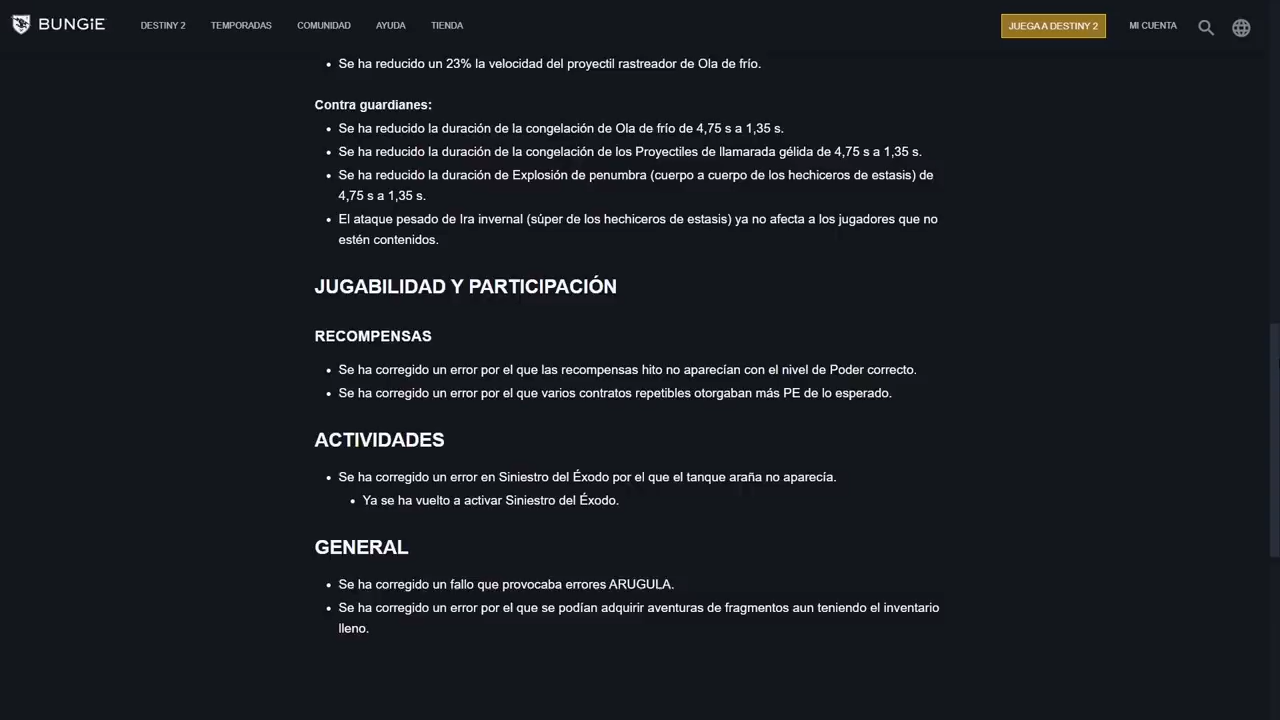 BUNGiE DESTINY 2 TEMPORADAS COMUNIDAD AYUDA TIENDA JUEGA A DESTINY 2 MI CUENTA
• Se ha reducido un 23% la velocidad del proyectil rastreador de Ola de frío.
Contra guardianes:
• Se ha reducido la duración de la congelación de Ola de frío de 4,75 s a 1,35 s.
• Se ha reducido la duración de la congelación de los Proyectiles de llamarada gélida de 4,75 s a 1,35 s.
• Se ha reducido la duración de Explosión de penumbra (cuerpo a cuerpo de los hechiceros de estasis) de
4,75 s a 1,35 s.
• El ataque pesado de Ira invernal (súper de los hechiceros de estasis) ya no afecta a los jugadores que no
estén contenidos.
JUGABILIDAD Y PARTICIPACIÓN
RECOMPENSAS
• Se ha corregido un error por el que las recompensas hito no aparecían con el nivel de Poder correcto.
• Se ha corregido un error por el que varios contratos repetibles otorgaban más PE de lo esperado.
ACTIVIDADES
• Se ha corregido un error en Siniestro del Éxodo por el que el tanque araña no aparecía.
• Ya se ha vuelto a activar Siniestro del Éxodo.
GENERAL
• Se ha corregido un fallo que provocaba errores ARUGULA.
• Se ha corregido un error por el que se podían adquirir aventuras de fragmentos aun teniendo el inventario
lleno.